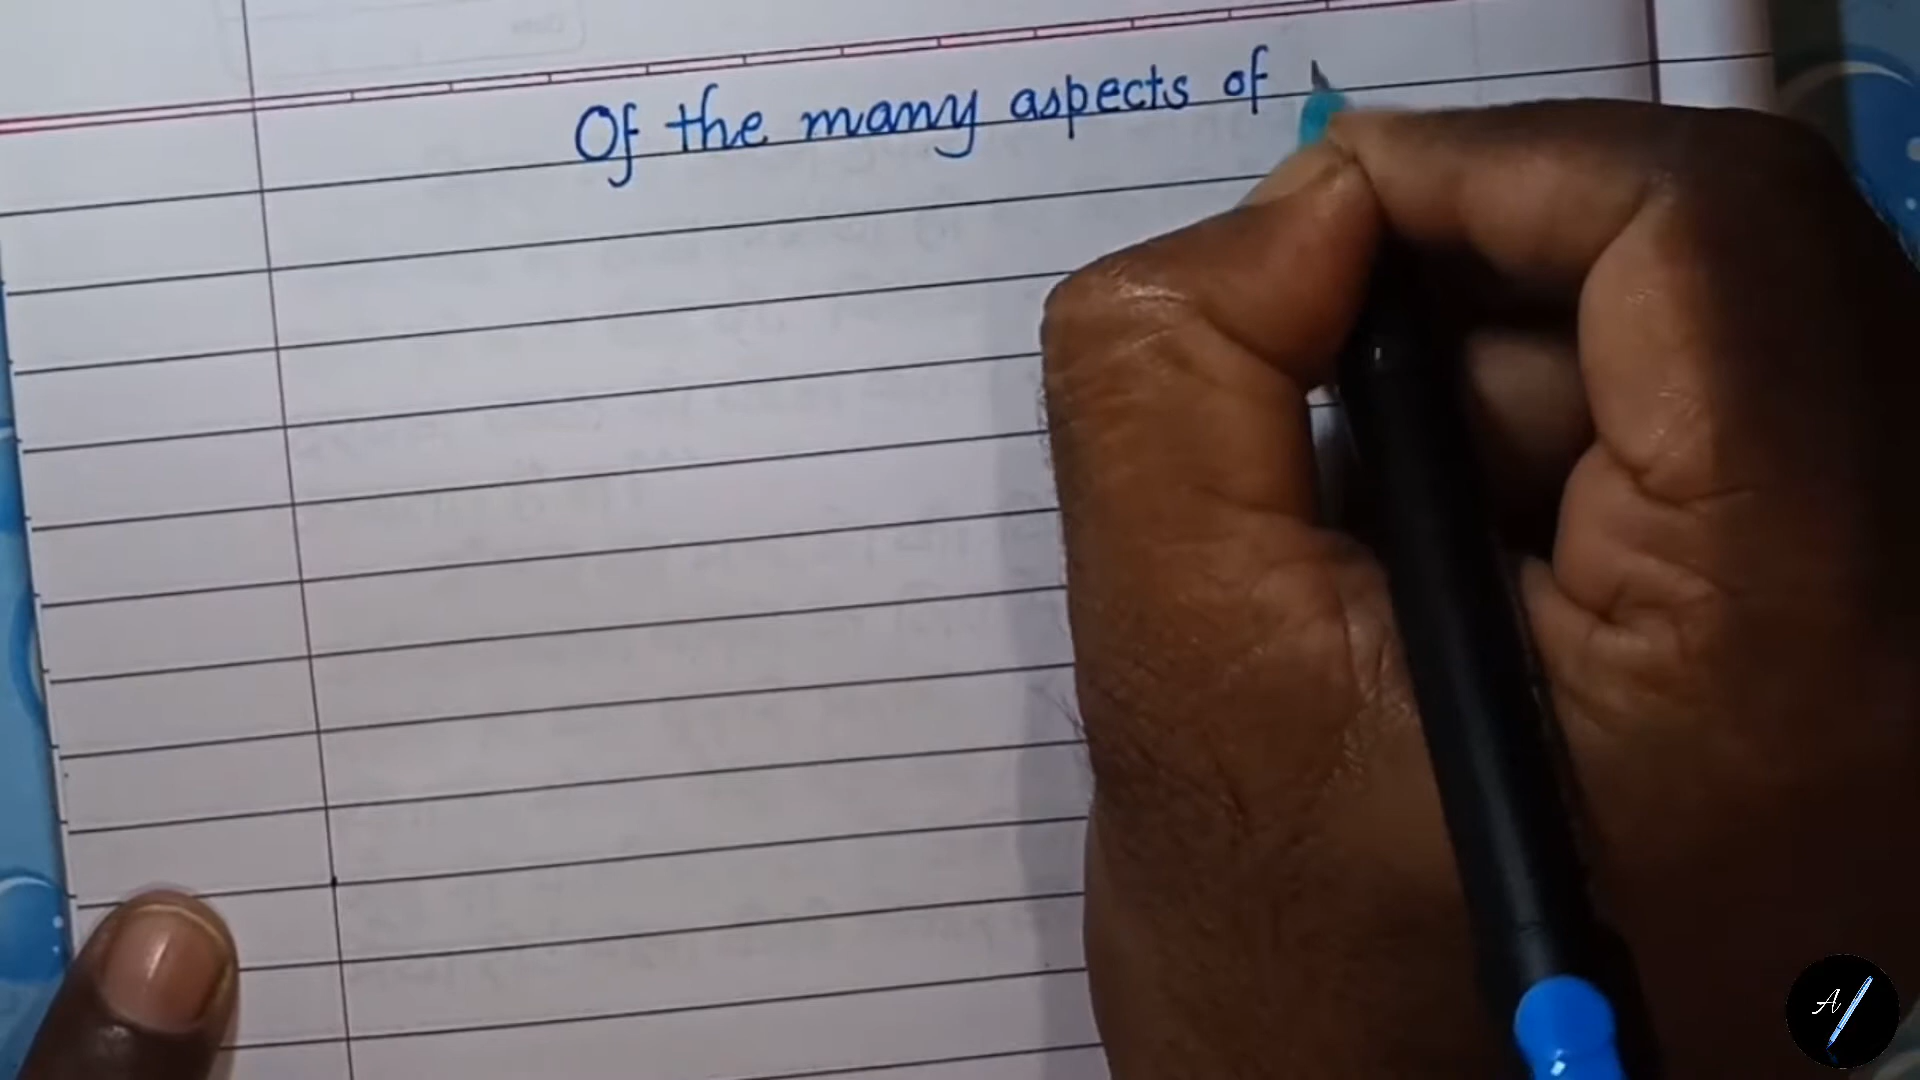 Of the many aspects of
A